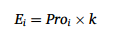 Eᵢ = Proᵢ × k